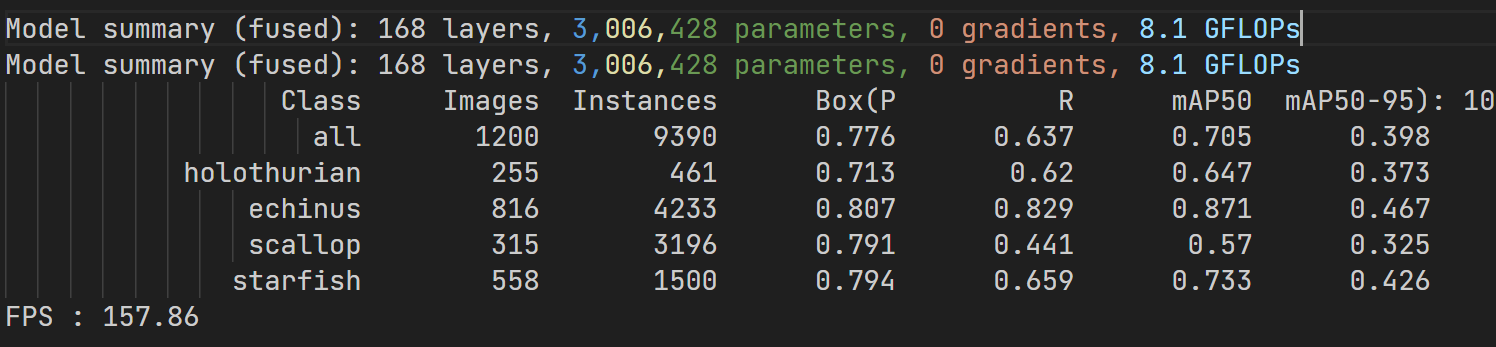 Model summary (fused): 168 layers, 3,006,428 parameters, 0 gradients, 8.1 GFLOPs
Model summary (fused): 168 layers, 3,006,428 parameters, 0 gradients, 8.1 GFLOPs
Class Images Instances Box(P R mAP50 mAP50-95): 10
all 1200 9390 0.776 0.637 0.705 0.398
holothurian 255 461 0.713 0.62 0.647 0.373
echinus 816 4233 0.807 0.829 0.871 0.467
scallop 315 3196 0.791 0.441 0.57 0.325
starfish 558 1500 0.794 0.659 0.733 0.426
FPS : 157.86